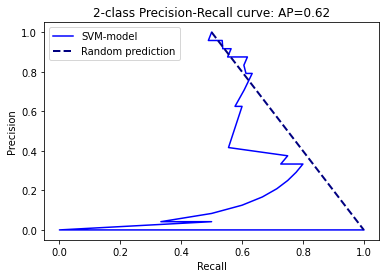 2-class Precision-Recall curve: AP=0.62
SVM-model
Random prediction
Precision
1.0
0.8
0.6
0.4
0.2
0.0
0.0 0.2 0.4 0.6 0.8 1.0
Recall